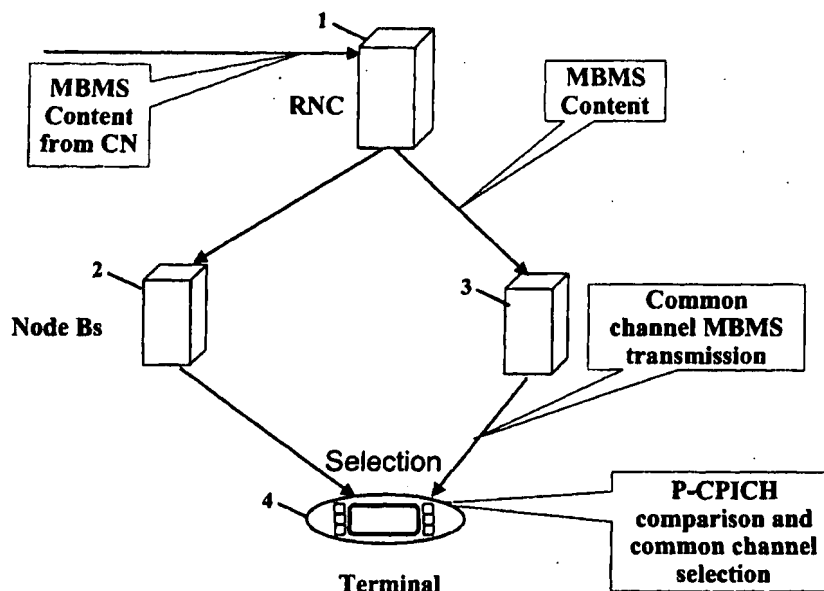 1
MBMS
Content
from CN
RNC
MBMS
Content
2
Node Bs
3
Common
channel MBMS
transmission
Selection
4
P-CPICH
comparison and
common channel
selection
Terminal